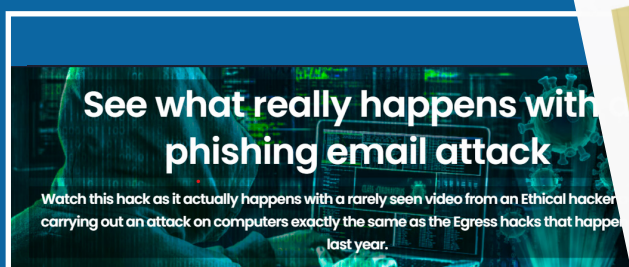 See what really happens with
phishing email attack
Watch this hack as it actually happens with a rarely seen video from an Ethical hacker
carrying out an attack on computers exactly the same as the Egress hacks that
last year.